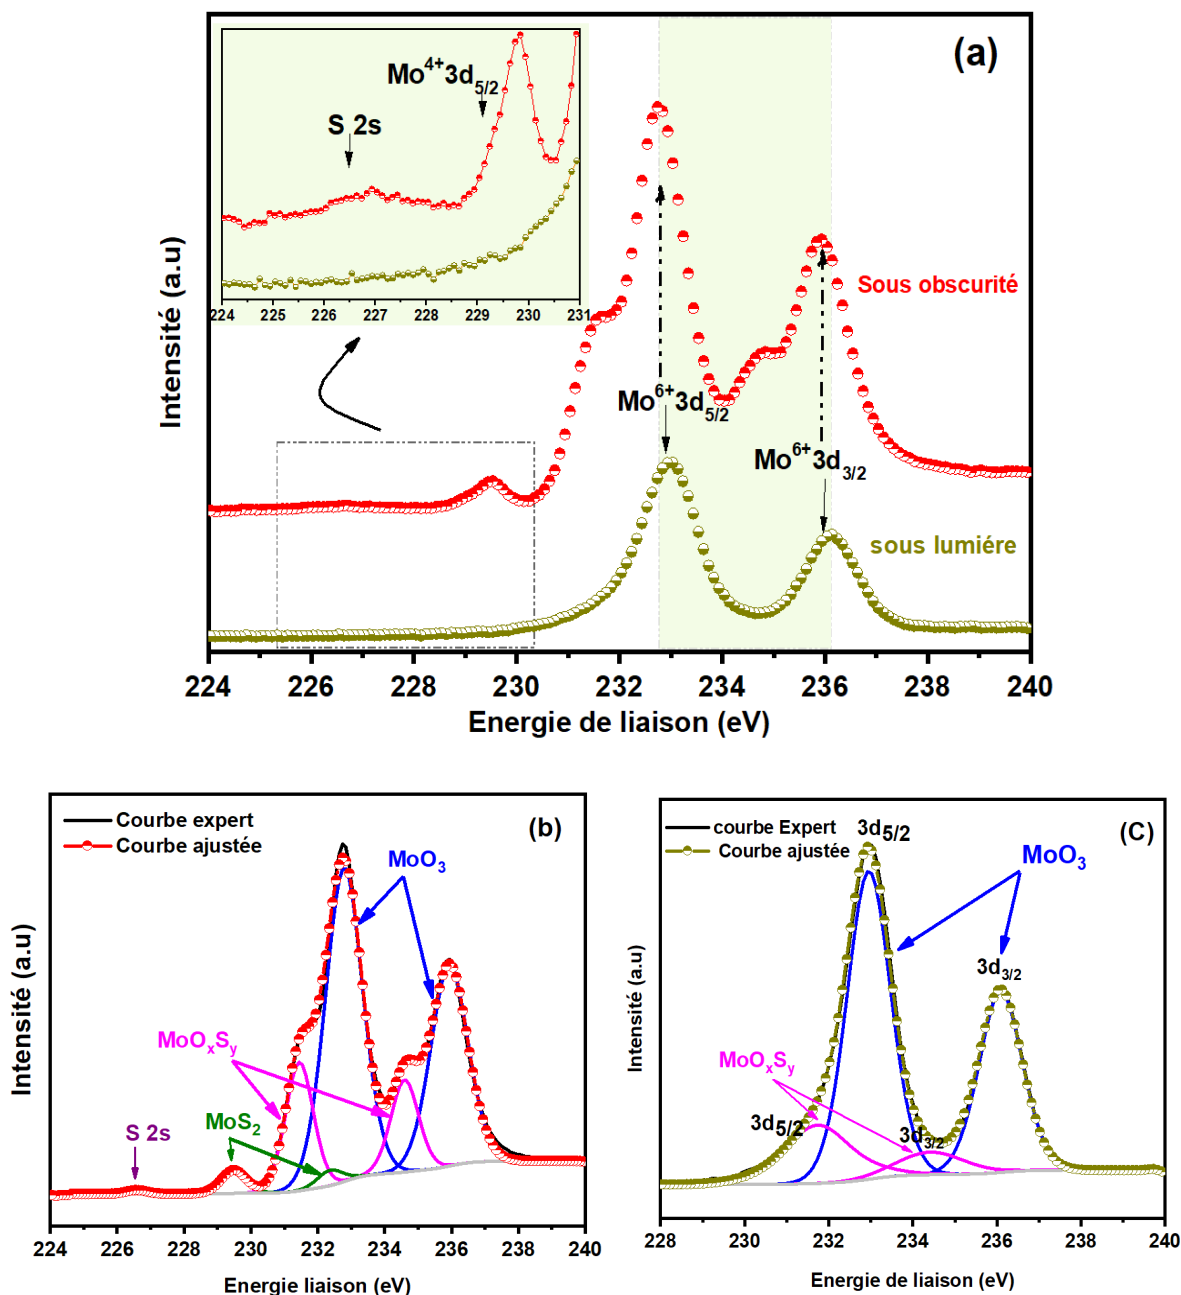 (a)
Mo⁴⁺3d5/2
S 2s
224 225 226 227 228 229 230 231
Intensité (a.u)
Sous obscurité
Mo⁶⁺3d5/2
Mo⁶⁺3d3/2
sous lumiére
224 226 228 230 232 234 236 238 240
Energie de liaison (eV)
(b)
Courbe expert
Courbe ajustée
MoO3
MoOxSy
MoS2
S 2s
Intensité (a.u)
224 226 228 230 232 234 236 238 240
Energie liaison (eV)
(C)
courbe Expert
Courbe ajustée
3d5/2
MoO3
3d3/2
MoOxSy
3d5/2
3d3/2
Intensité (a.u)
228 230 232 234 236 238 240
Energie de liaison (eV)